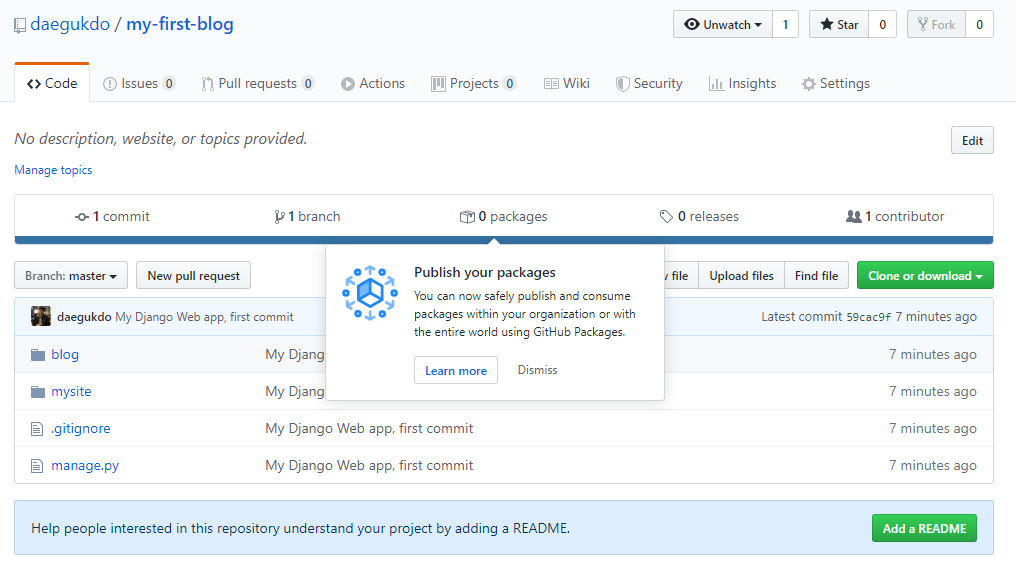 daegukdo / my-first-blog
Unwatch 1 Star 0 Fork 0
Code Issues 0 Pull requests 0 Actions Projects 0 Wiki Security Insights Settings
No description, website, or topics provided.
Edit
Manage topics
1 commit 1 branch 0 packages 0 releases 1 contributor
Branch: master New pull request file Upload files Find file Clone or download
Publish your packages
You can now safely publish and consume
packages within your organization or with
the entire world using GitHub Packages.
Learn more Dismiss
daegukdo My Django Web app, first commit Latest commit 59cac9f 7 minutes ago
blog My Djang 7 minutes ago
mysite My Djang 7 minutes ago
.gitignore My Django Web app, first commit 7 minutes ago
manage.py My Django Web app, first commit 7 minutes ago
Help people interested in this repository understand your project by adding a README.
Add a README